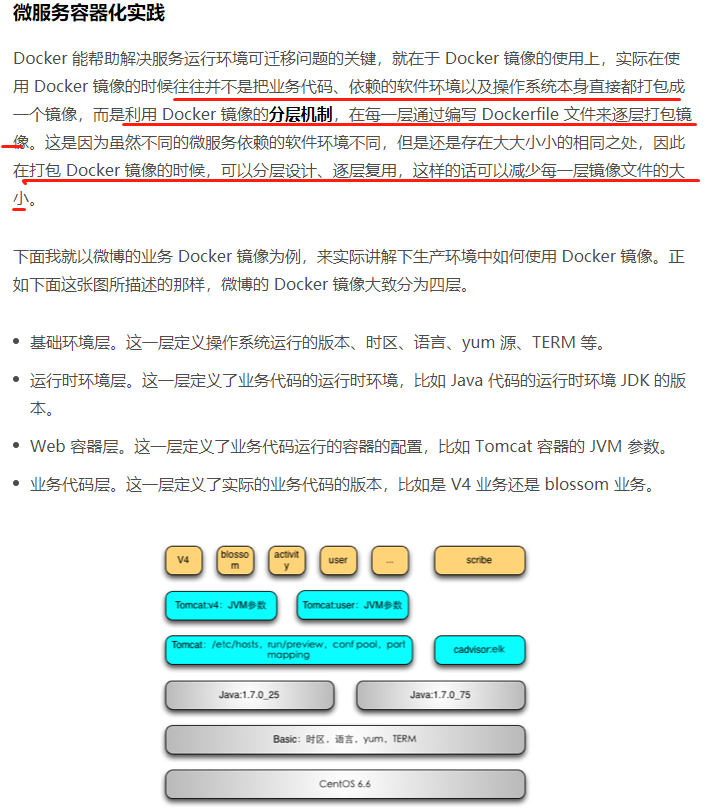 微服务容器化实践
Docker 能帮助解决服务运行环境可迁移问题的关键，就在于 Docker 镜像的使用上，实际在使
用 Docker 镜像的时候往往并不是把业务代码、依赖的软件环境以及操作系统本身直接都打包成
一个镜像，而是利用 Docker 镜像的分层机制，在每一层通过编写 Dockerfile 文件来逐层打包镜
像。这是因为虽然不同的微服务依赖的软件环境不同，但是还是存在大大小小的相同之处，因此
在打包 Docker 镜像的时候，可以分层设计、逐层复用，这样的话可以减少每一层镜像文件的大
小。
下面我就以微博的业务 Docker 镜像为例，来实际讲解下生产环境中如何使用 Docker 镜像。正
如下面这张图所描述的那样，微博的 Docker 镜像大致分为四层。
基础环境层。这一层定义操作系统运行的版本、时区、语言、yum 源、TERM 等。
运行时环境层。这一层定义了业务代码的运行时环境，比如 Java 代码的运行时环境 JDK 的版
本。
Web 容器层。这一层定义了业务代码运行的容器的配置，比如 Tomcat 容器的 JVM 参数。
业务代码层。这一层定义了实际的业务代码的版本，比如是 V4 业务还是 blossom 业务。
V4
blosso
m
activit
y
user
...
scribe
Tomcat:v4：JVM参数
Tomcat:user：JVM参数
Tomcat：/etc/hosts，run/preview，conf pool，port
mapping
cadvisor:elk
Java:1.7.0_25
Java:1.7.0_75
Basic：时区，语言，yum，TERM
CentOS 6.6